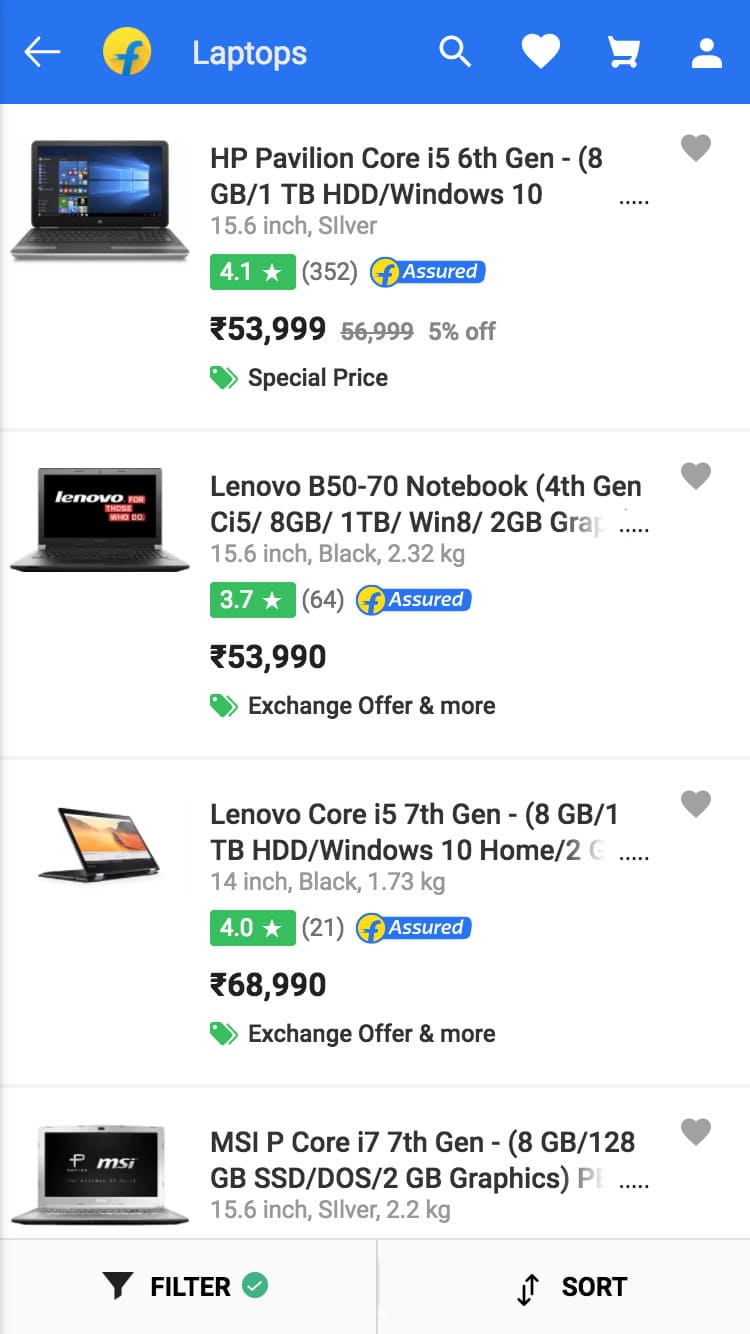 Laptops
HP Pavilion Core i5 6th Gen - (8
GB/1 TB HDD/Windows 10 .....
15.6 inch, SIlver
4.1 ★ (352) Assured
₹53,999 56,999 5% off
Special Price
lenovo FOR
THOSE
WHO DO.
Lenovo B50-70 Notebook (4th Gen
Ci5/ 8GB/ 1TB/ Win8/ 2GB Grap .....
15.6 inch, Black, 2.32 kg
3.7 ★ (64) Assured
₹53,990
Exchange Offer & more
Lenovo Core i5 7th Gen - (8 GB/1
TB HDD/Windows 10 Home/2 G .....
14 inch, Black, 1.73 kg
4.0 ★ (21) Assured
₹68,990
Exchange Offer & more
msi
MSI P Core i7 7th Gen - (8 GB/128
GB SSD/DOS/2 GB Graphics) PE .....
15.6 inch, SIlver, 2.2 kg
FILTER
SORT